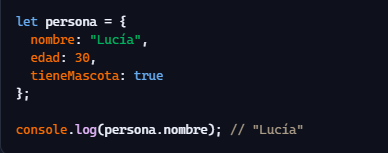 let persona = {
  nombre: "Lucía",
  edad: 30,
  tieneMascota: true
};

console.log(persona.nombre); // "Lucía"